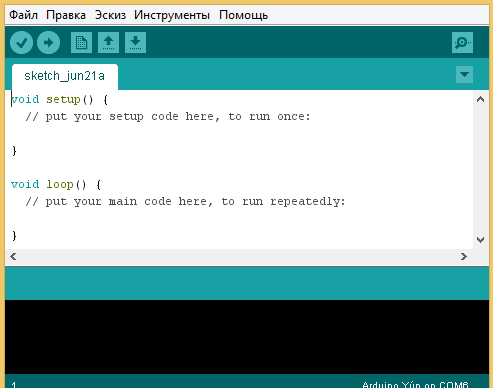 Файл Правка Эскиз Инструменты Помощь
sketch_jun21a
void setup() {
  // put your setup code here, to run once:
}
void loop() {
  // put your main code here, to run repeatedly:
}
1 Arduino Yún on COM6